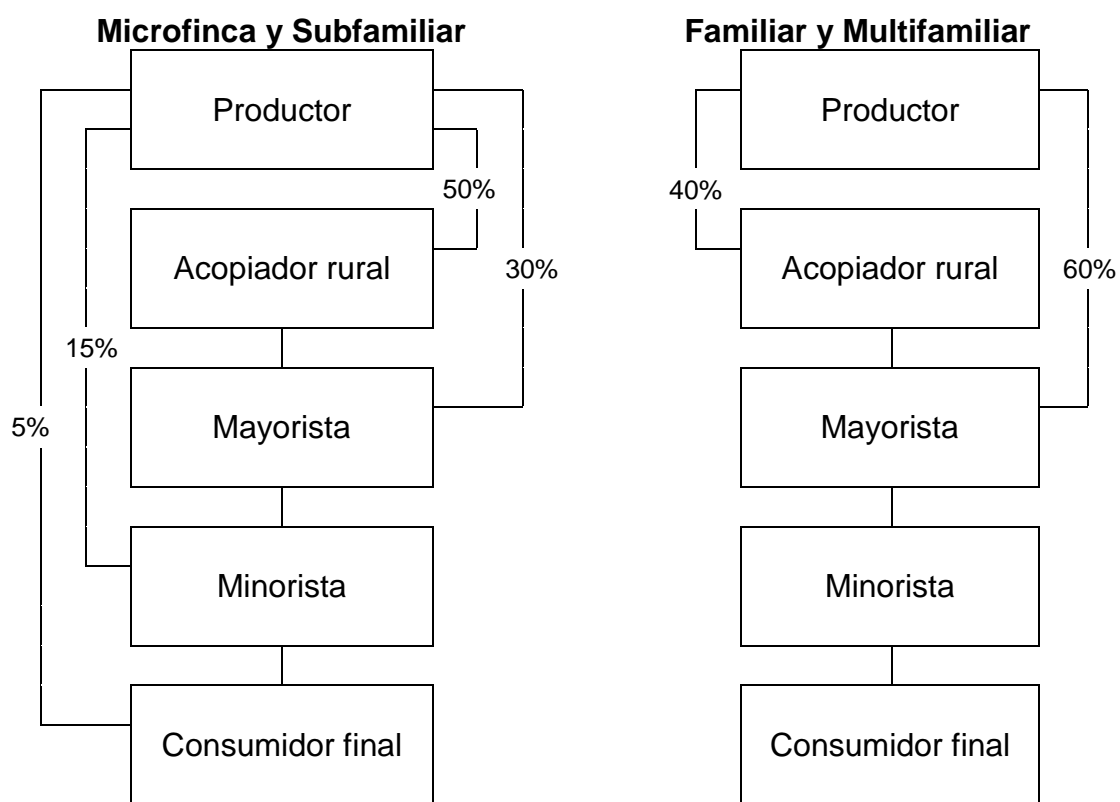 Microfinca y Subfamiliar
Productor
50%
Acopiador rural
30%
15%
5%
Mayorista
Minorista
Consumidor final
Familiar y Multifamiliar
Productor
40%
Acopiador rural
60%
Mayorista
Minorista
Consumidor final